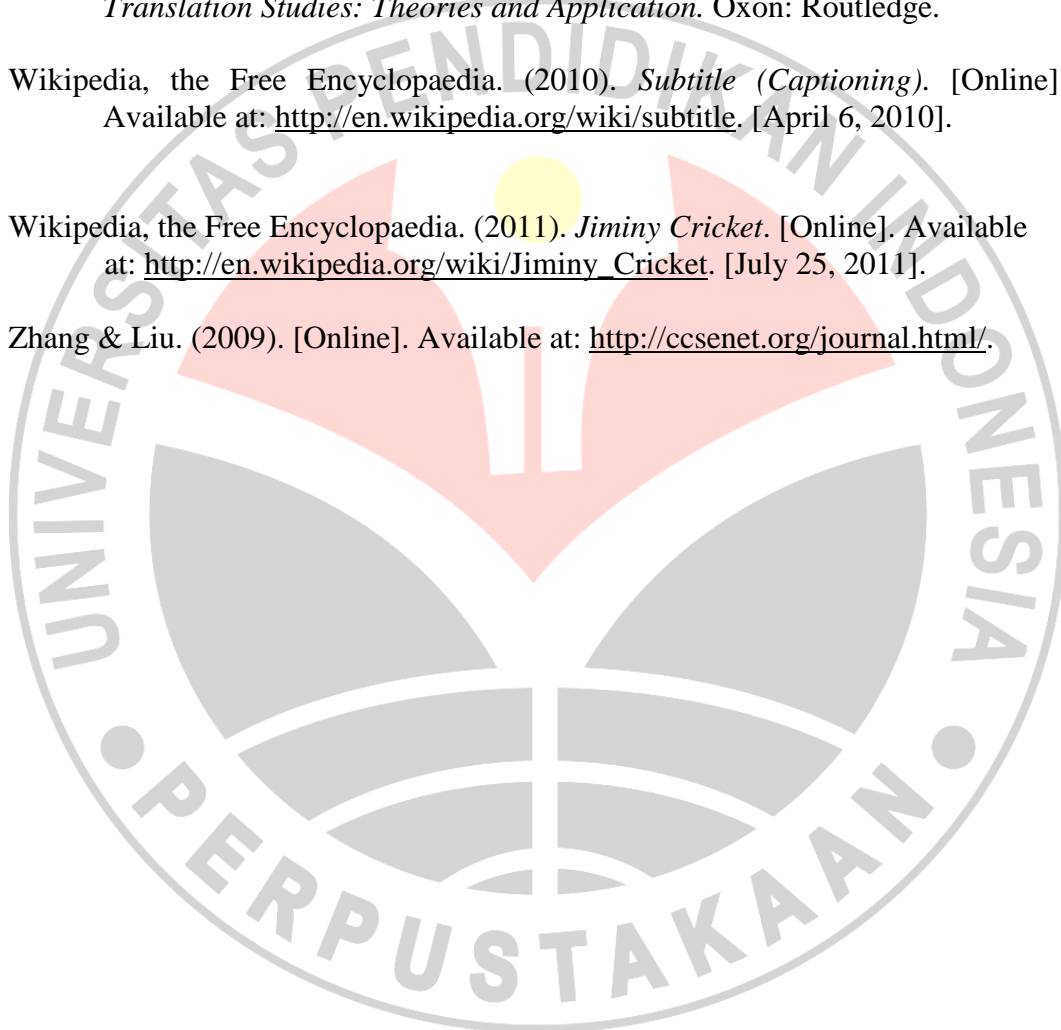 Translation Studies: Theories and Application. Oxon: Routledge.
Wikipedia, the Free Encyclopaedia. (2010). Subtitle (Captioning). [Online]
Available at: http://en.wikipedia.org/wiki/subtitle. [April 6, 2010].
Wikipedia, the Free Encyclopaedia. (2011). Jiminy Cricket. [Online]. Available
at: http://en.wikipedia.org/wiki/Jiminy_Cricket. [July 25, 2011].
Zhang & Liu. (2009). [Online]. Available at: http://ccsenet.org/journal.html/.
UNIVERSITAS PENDIDIKAN INDONESIA
PERPUSTAKAAN